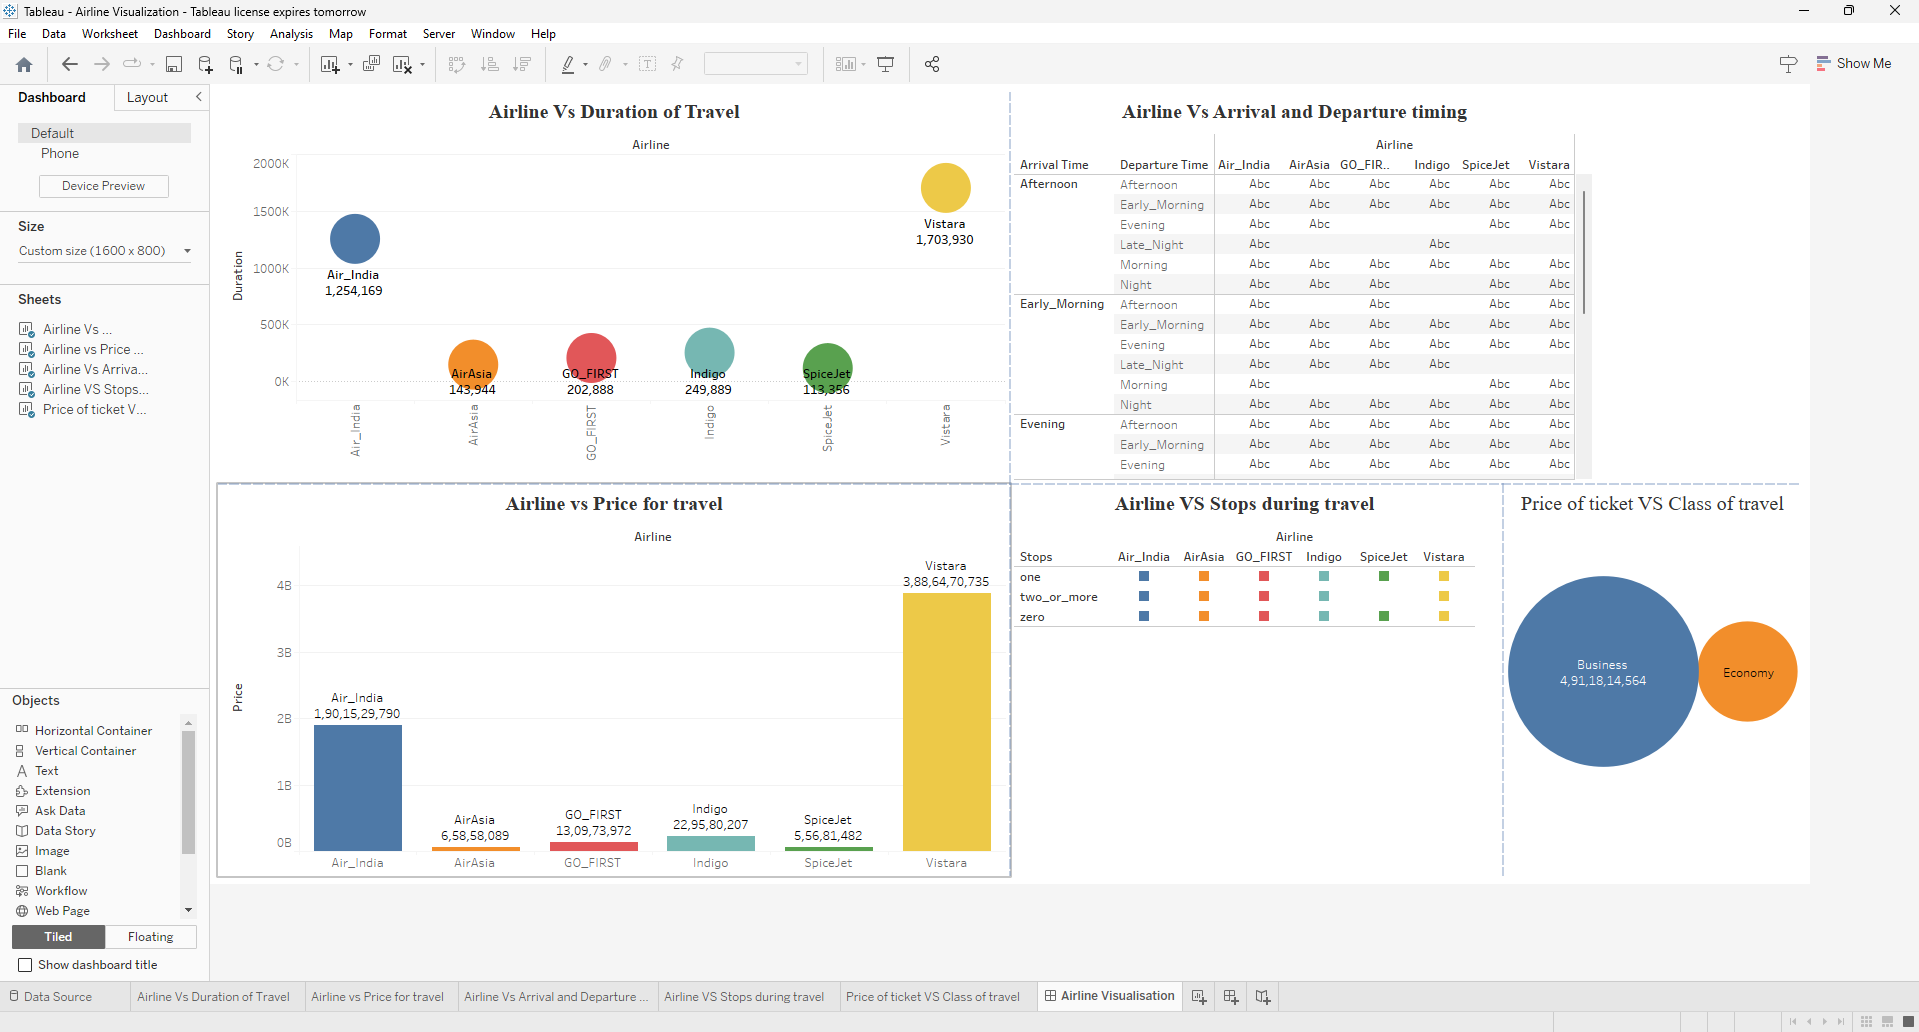 Tableau - Airline Visualization - Tableau license expires tomorrow
File Data Worksheet Dashboard Story Analysis Map Format Server Window Help
Show Me
Dashboard Layout
Default
Phone
Device Preview
Size
Custom size (1600 x 800)
Sheets
Airline Vs ...
Airline vs Price ...
Airline Vs Arriva...
Airline VS Stops...
Price of ticket V...
Objects
Horizontal Container
Vertical Container
Text
Extension
Ask Data
Data Story
Image
Blank
Workflow
Web Page
Tiled Floating
Show dashboard title
Airline Vs Duration of Travel
Airline
Duration
2000K
1500K
1000K
500K
0K
Air_India
1,254,169
AirAsia
143,944
GO_FIRST
202,888
Indigo
249,889
SpiceJet
113,356
Vistara
1,703,930
Air_India AirAsia GO_FIRST Indigo SpiceJet Vistara
Airline Vs Arrival and Departure timing
Airline
Arrival Time Departure Time Air_India AirAsia GO_FIR.. Indigo SpiceJet Vistara
Afternoon Afternoon Abc Abc Abc Abc Abc Abc
Early_Morning Abc Abc Abc Abc Abc Abc
Evening Abc Abc Abc Abc
Late_Night Abc Abc
Morning Abc Abc Abc Abc Abc Abc
Night Abc Abc Abc Abc Abc
Early_Morning Afternoon Abc Abc Abc Abc
Early_Morning Abc Abc Abc Abc Abc Abc
Evening Abc Abc Abc Abc Abc Abc
Late_Night Abc Abc Abc Abc
Morning Abc Abc Abc
Night Abc Abc Abc Abc Abc Abc
Evening Afternoon Abc Abc Abc Abc Abc Abc
Early_Morning Abc Abc Abc Abc Abc Abc
Evening Abc Abc Abc Abc Abc Abc
Airline vs Price for travel
Airline
Price
4B
3B
2B
1B
0B
Air_India
1,90,15,29,790
AirAsia
6,58,58,089
GO_FIRST
13,09,73,972
Indigo
22,95,80,207
SpiceJet
5,56,81,482
Vistara
3,88,64,70,735
Air_India AirAsia GO_FIRST Indigo SpiceJet Vistara
Airline VS Stops during travel
Airline
Stops Air_India AirAsia GO_FIRST Indigo SpiceJet Vistara
one
two_or_more
zero
Price of ticket VS Class of travel
Business
4,91,18,14,564
Economy
Data Source Airline Vs Duration of Travel Airline vs Price for travel Airline Vs Arrival and Departure ... Airline VS Stops during travel Price of ticket VS Class of travel Airline Visualisation